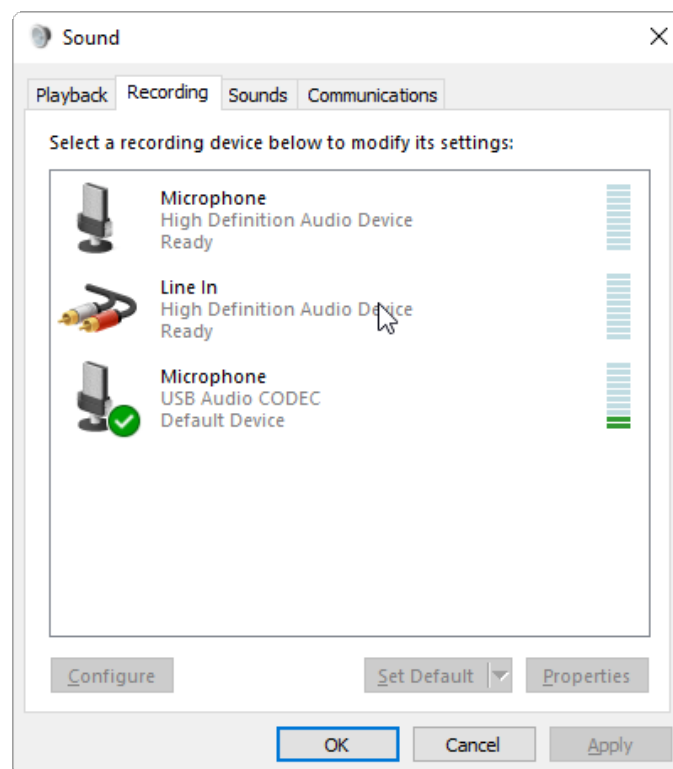 Sound
Playback Recording Sounds Communications
Select a recording device below to modify its settings:
Microphone
High Definition Audio Device
Ready
Line In
High Definition Audio Device
Ready
Microphone
USB Audio CODEC
Default Device
Configure Set Default Properties
OK Cancel Apply